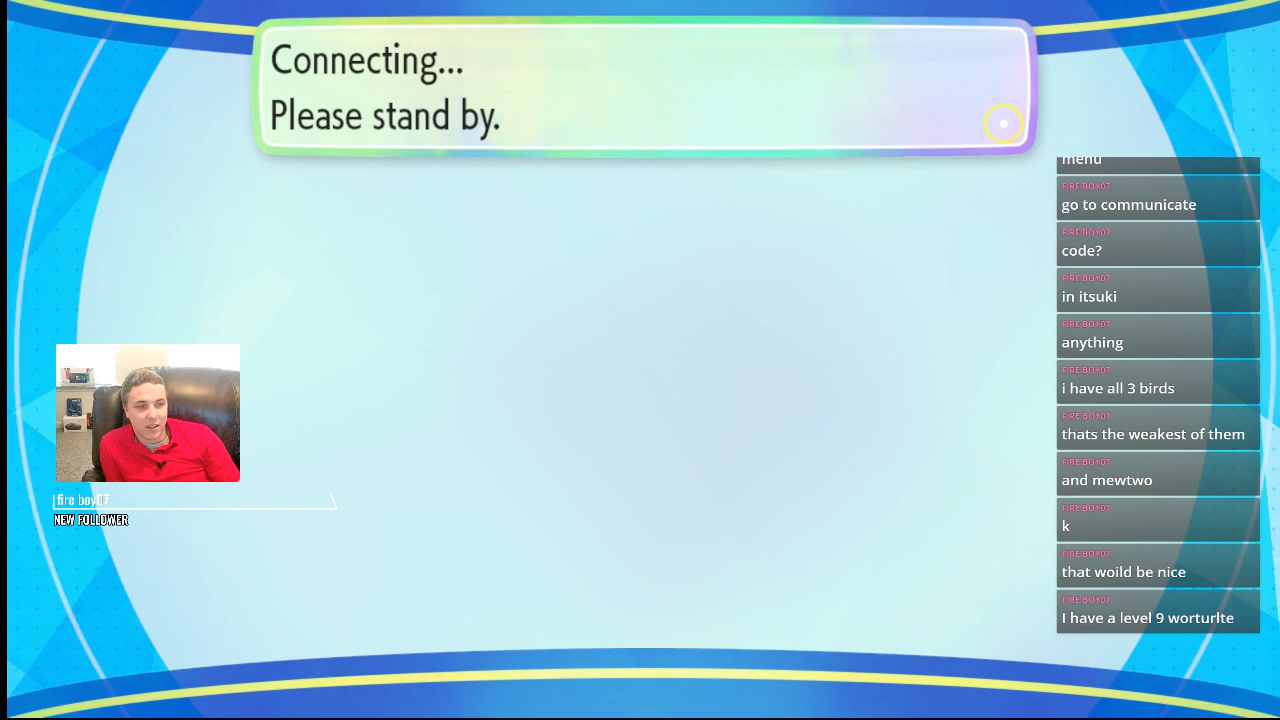 Connecting...
Please stand by.
menu
FIRE BOY07
go to communicate
FIRE BOY07
code?
FIRE BOY07
in itsuki
FIRE BOY07
anything
FIRE BOY07
i have all 3 birds
FIRE BOY07
thats the weakest of them
FIRE BOY07
and mewtwo
FIRE BOY07
k
FIRE BOY07
that woild be nice
FIRE BOY07
I have a level 9 worturlte
fire boy07
NEW FOLLOWER